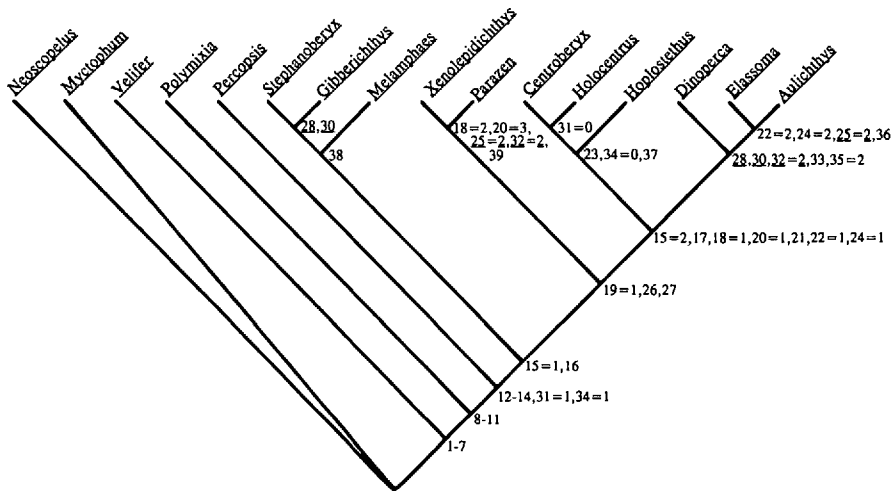 Neoscopelus
Myctophum
Velifer
Polymixia
Percopsis
Stephanoberyx
Gibberichthys
Melamphaes
Xenolepidichthys
Parazen
Centroberyx
Holocentrus
Hoplostethus
Dinoperca
Elassoma
Aulichthys
28,30
38
18=2,20=3,
25=2,32=2,
39
31=0
23,34=0,37
22=2,24=2,25=2,36
28,30,32=2,33,35=2
15=2,17,18=1,20=1,21,22=1,24=1
19=1,26,27
15=1,16
12-14,31=1,34=1
8-11
1-7